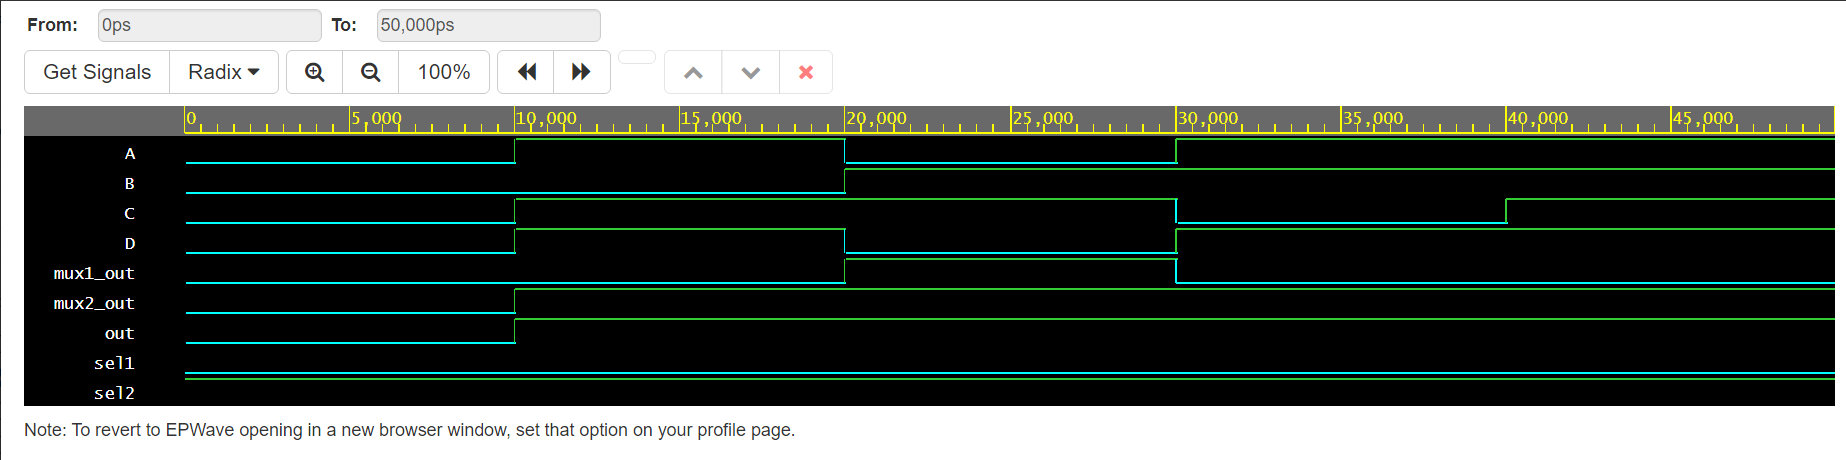 From: 0ps To: 50,000ps
Get Signals Radix 100%
0 5,000 10,000 15,000 20,000 25,000 30,000 35,000 40,000 45,000
A
B
C
D
mux1_out
mux2_out
out
sel1
sel2
Note: To revert to EPWave opening in a new browser window, set that option on your profile page.